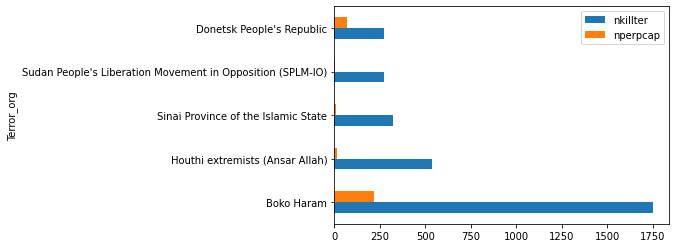 nkillter
nperpcap
Terror_org
Donetsk People's Republic
Sudan People's Liberation Movement in Opposition (SPLM-IO)
Sinai Province of the Islamic State
Houthi extremists (Ansar Allah)
Boko Haram
0 250 500 750 1000 1250 1500 1750